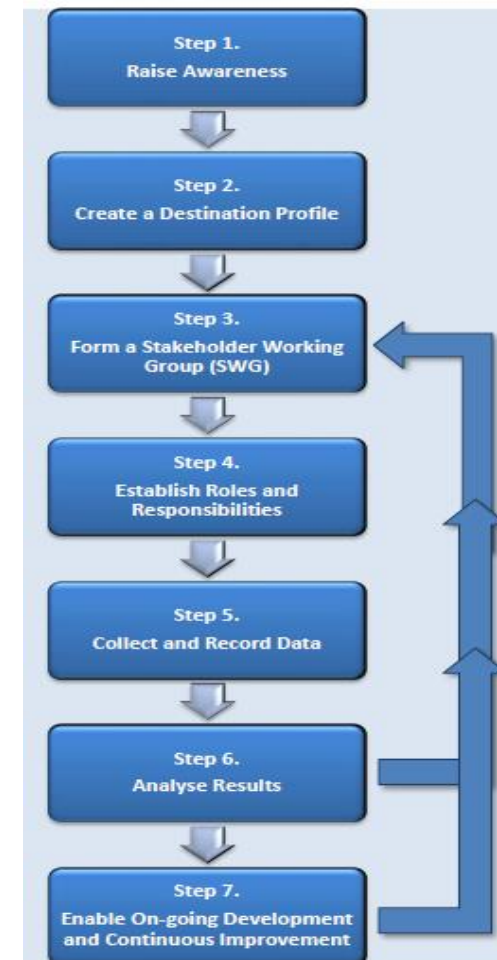 Step 1.
Raise Awareness
Step 2.
Create a Destination Profile
Step 3.
Form a Stakeholder Working
Group (SWG)
Step 4.
Establish Roles and
Responsibilities
Step 5.
Collect and Record Data
Step 6.
Analyse Results
Step 7.
Enable On-going Development
and Continuous Improvement